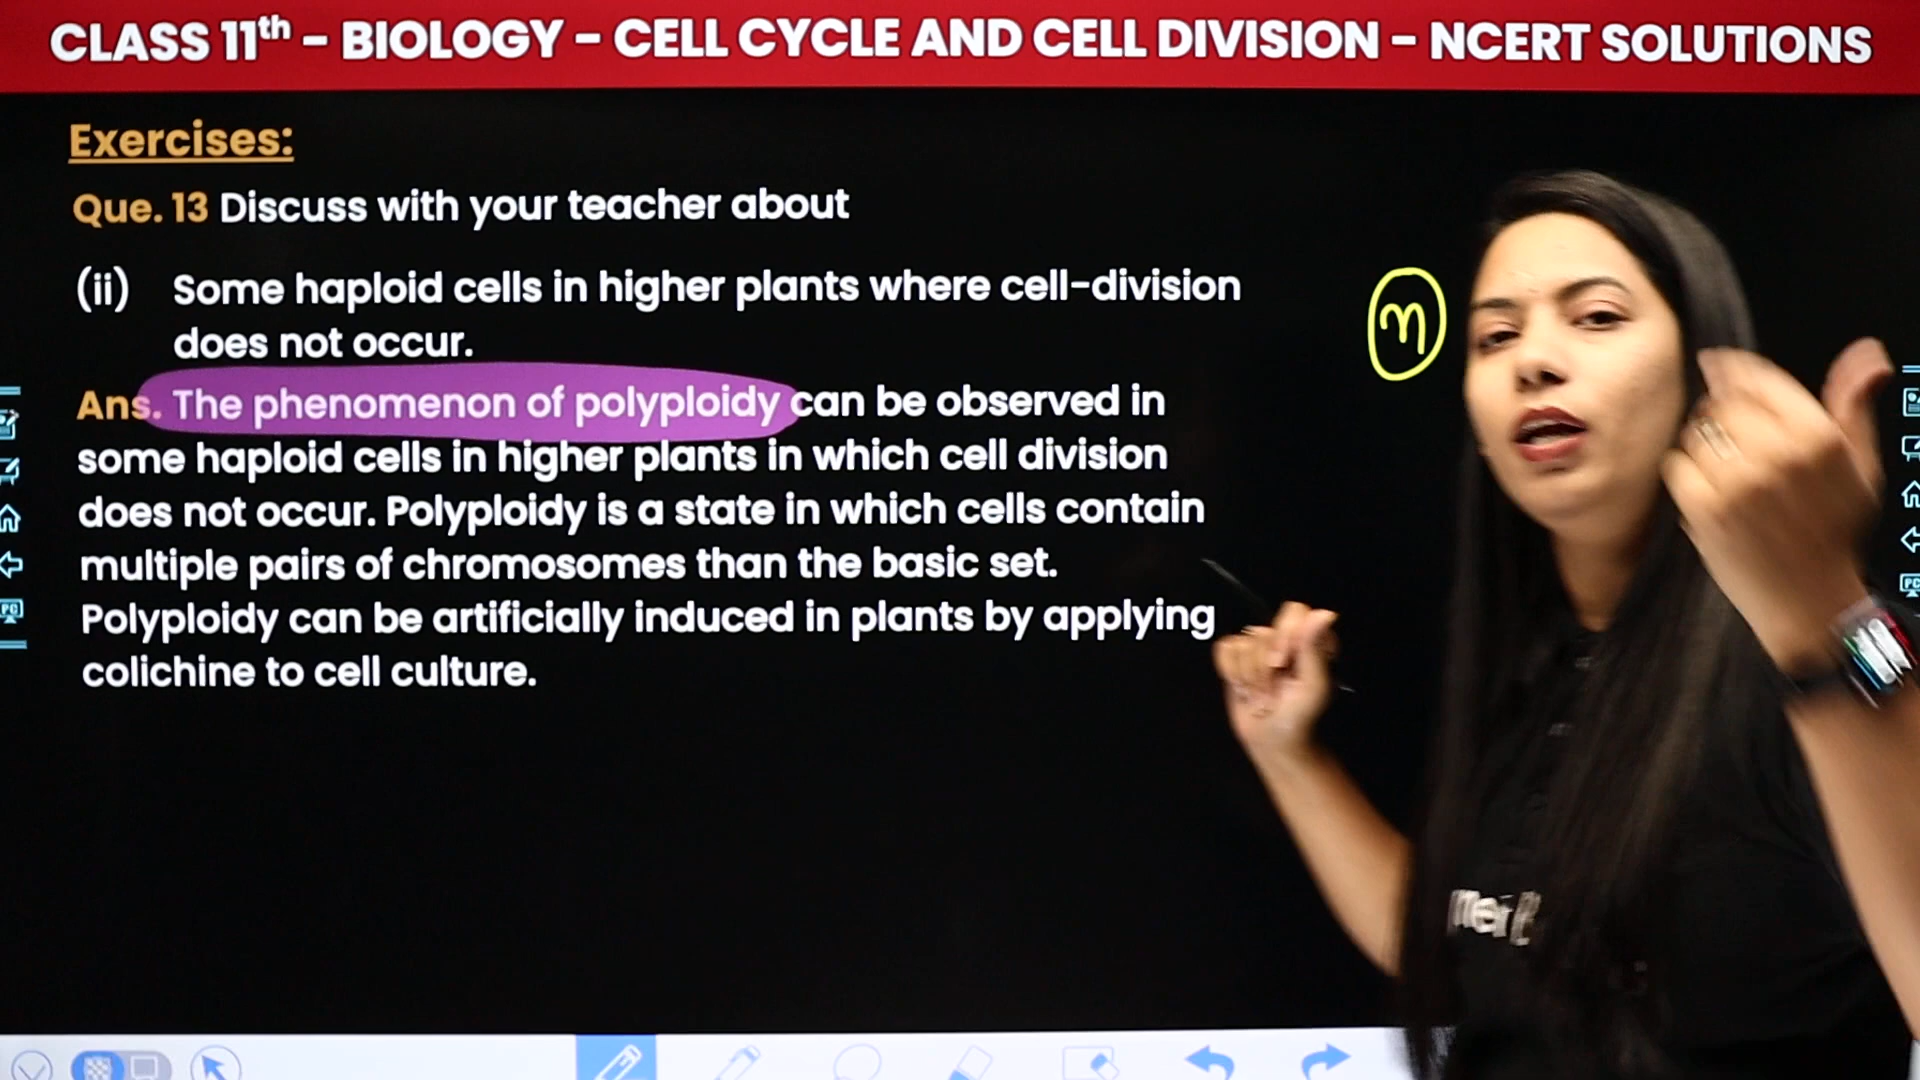 CLASS 11th - BIOLOGY - CELL CYCLE AND CELL DIVISION - NCERT SOLUTIONS
Exercises:
Que. 13 Discuss with your teacher about
(ii) Some haploid cells in higher plants where cell-division
does not occur.
n
Ans. The phenomenon of polyploidy can be observed in
some haploid cells in higher plants in which cell division
does not occur. Polyploidy is a state in which cells contain
multiple pairs of chromosomes than the basic set.
Polyploidy can be artificially induced in plants by applying
colichine to cell culture.
PC
PC